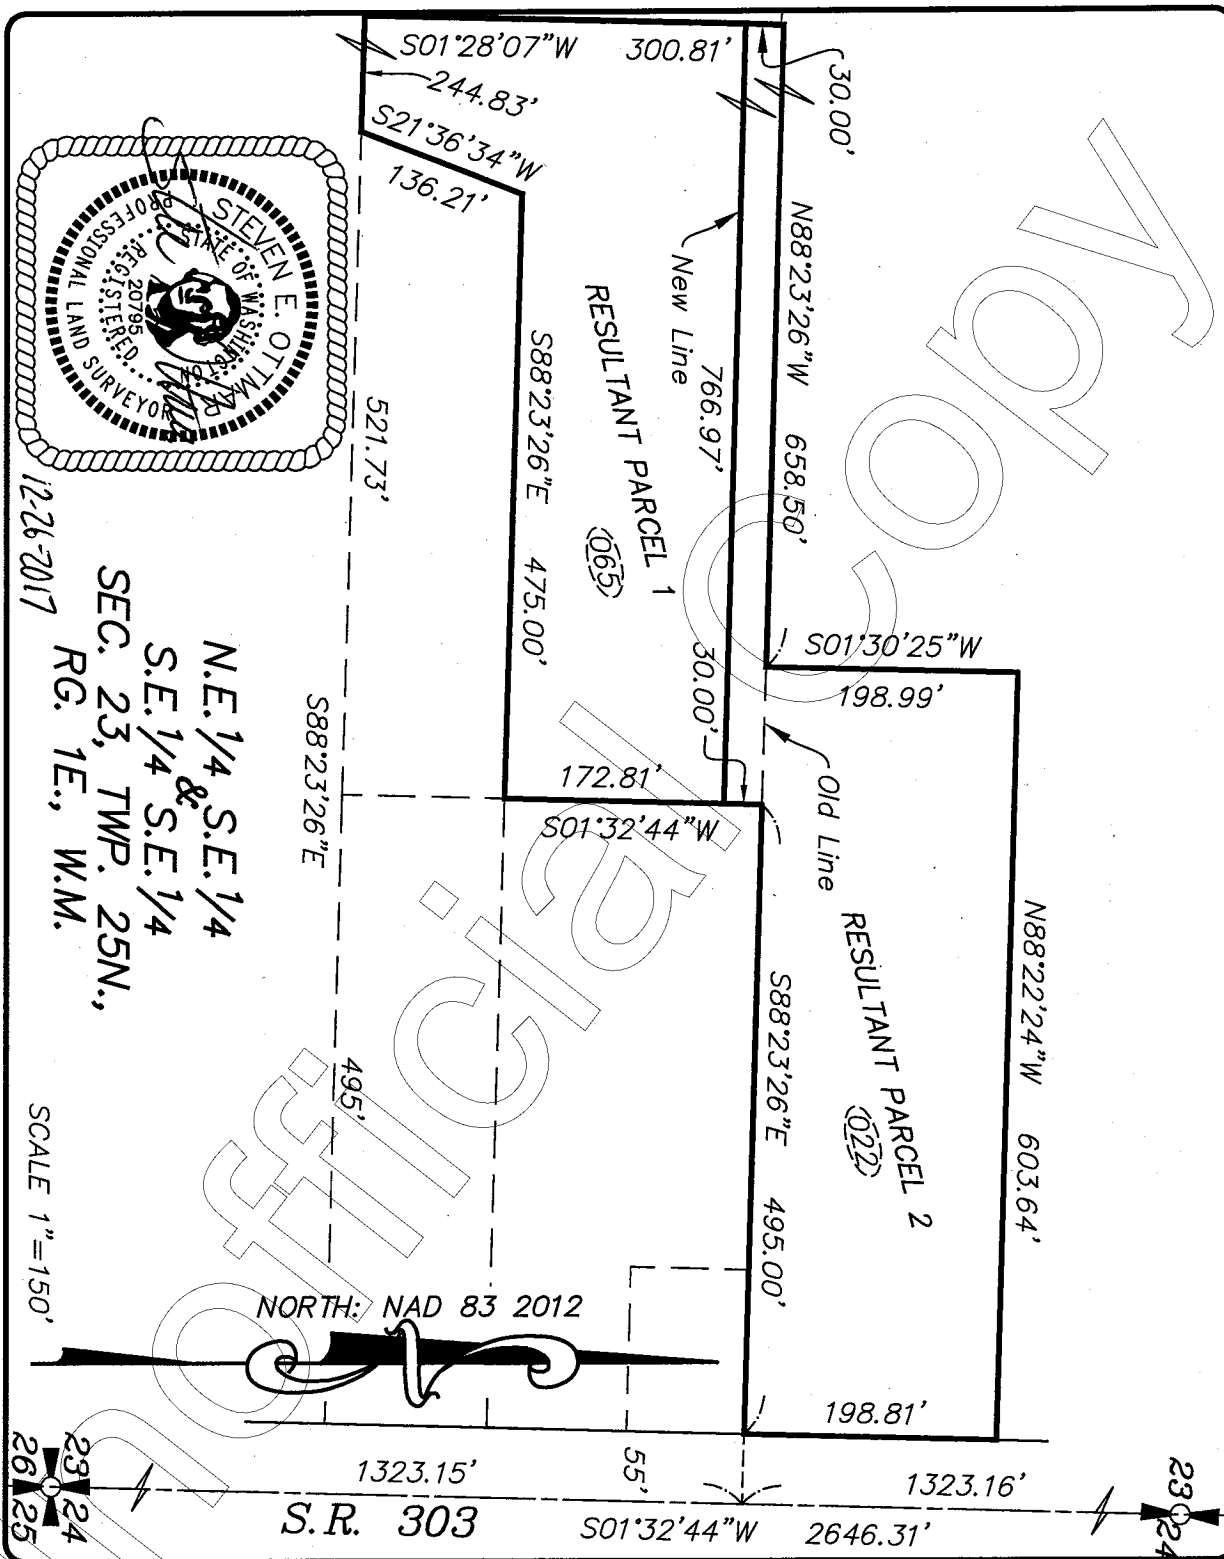 S01°28'07"W 300.81'
30.00'
244.83'
S21°36'34"W
136.21'
N88°23'26"W 658.50'
New Line
766.97'
RESULTANT PARCEL 1
(065)
S88°23'26"E 475.00'
521.73'
STEVEN E. OTTMAR
STATE OF WASHINGTON
20795
REGISTERED
PROFESSIONAL LAND SURVEYOR
12-26-2017
S01°30'25"W
198.99'
30.00'
Old Line
172.81'
S01°32'44"W
S88°23'26"E
495'
N88°22'24"W 603.64'
RESULTANT PARCEL 2
(022)
S88°23'26"E 495.00'
198.81'
N.E.1/4 S.E.1/4
&
S.E.1/4 S.E.1/4
SEC. 23, TWP. 25N.,
RG. 1E., W.M.
SCALE 1"=150'
NORTH: NAD 83 2012
55'
1323.15'
1323.16'
S.R. 303
S01°32'44"W 2646.31'
23 24
26 25
23 24
Unofficial Copy